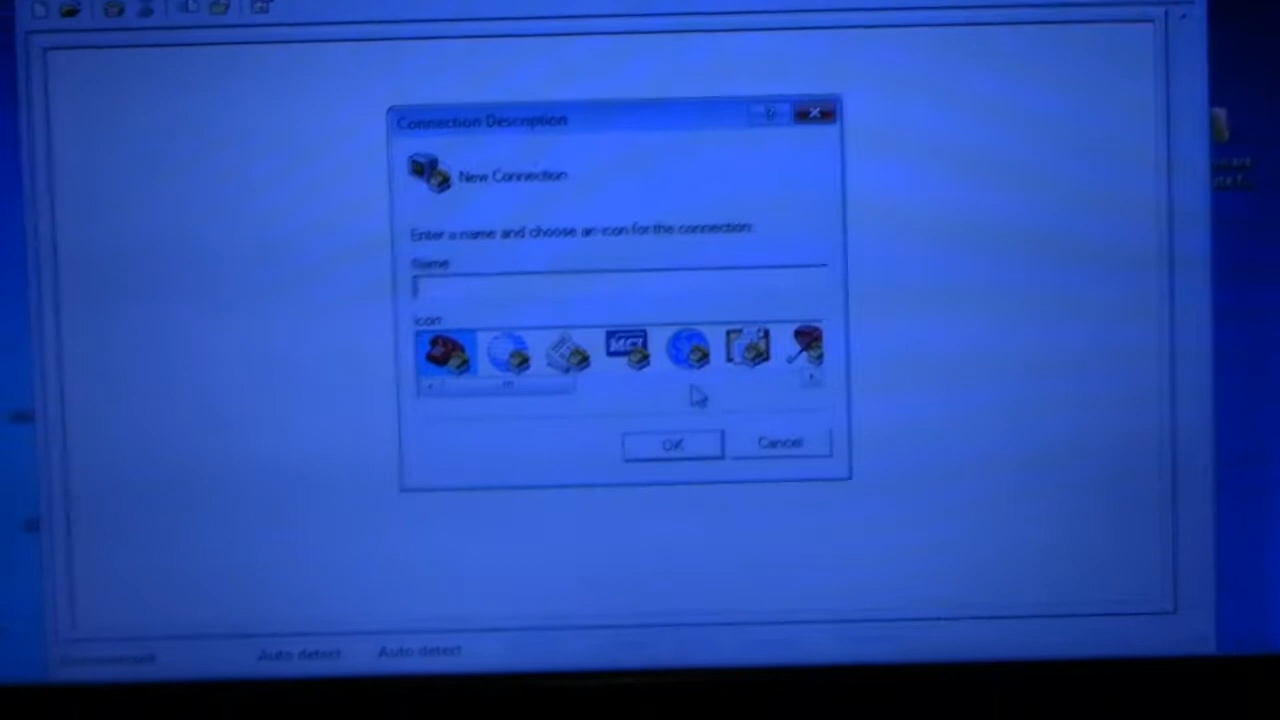 Connection Description
New Connection
Enter a name and choose an icon for the connection:
Name
Icon
MCI
OK
Cancel
Auto detect
Auto detect